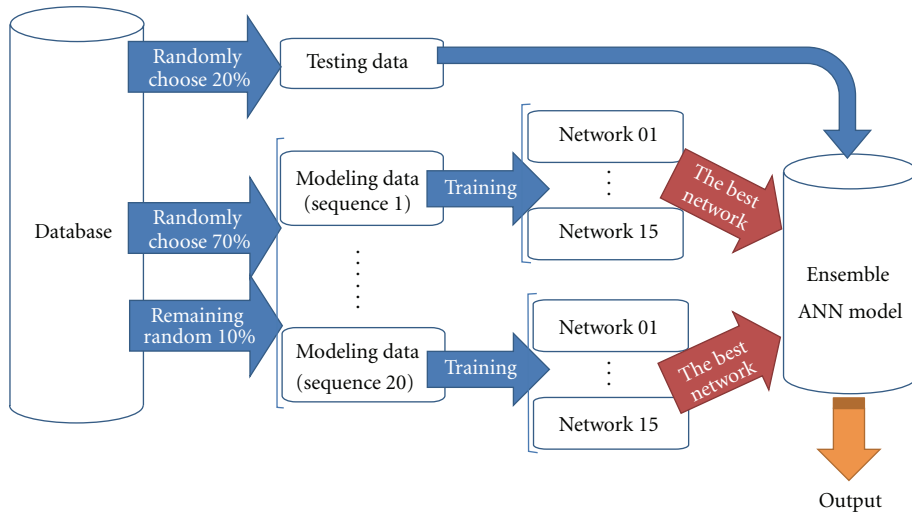 Database
Randomly
choose 20%
Testing data
Randomly
choose 70%
Remaining
random 10%
Modeling data
(sequence 1)
Training
Network 01
Network 15
The best
network
Modeling data
(sequence 20)
Training
Network 01
Network 15
The best
network
Ensemble
ANN model
Output